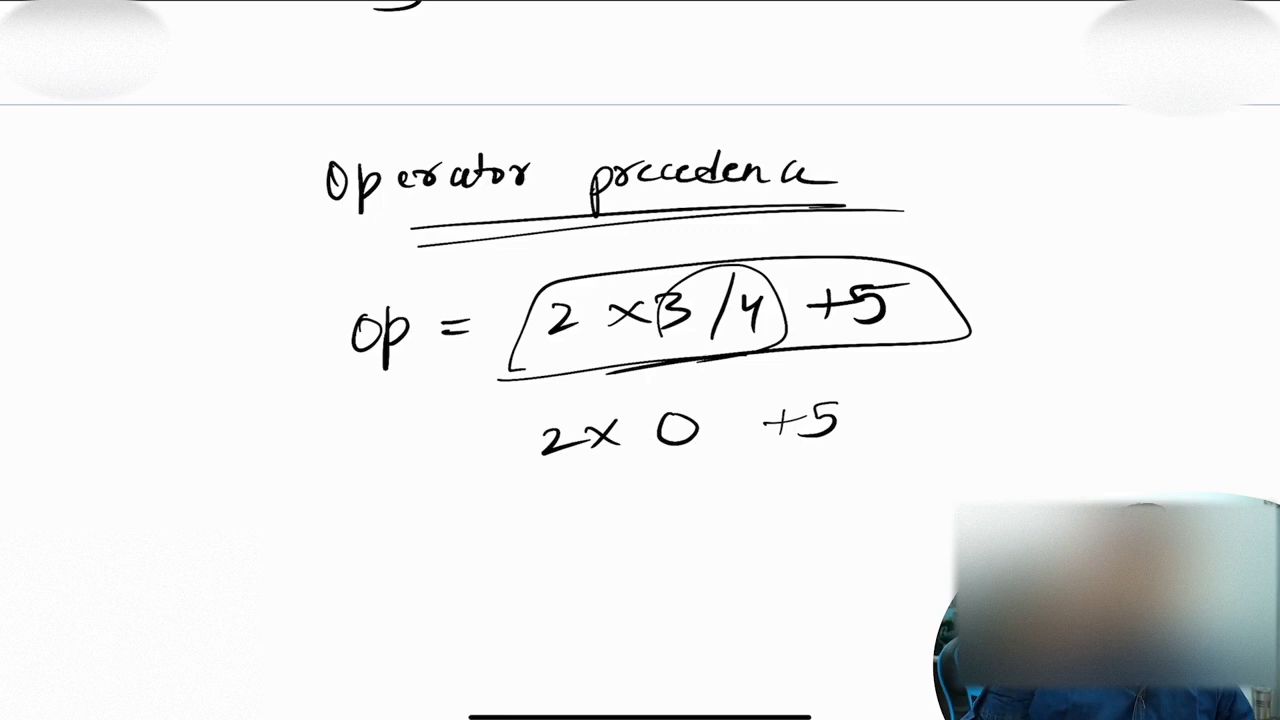 Operator precedence
op = 2 × 3 / 4 + 5
2 × 0 + 5